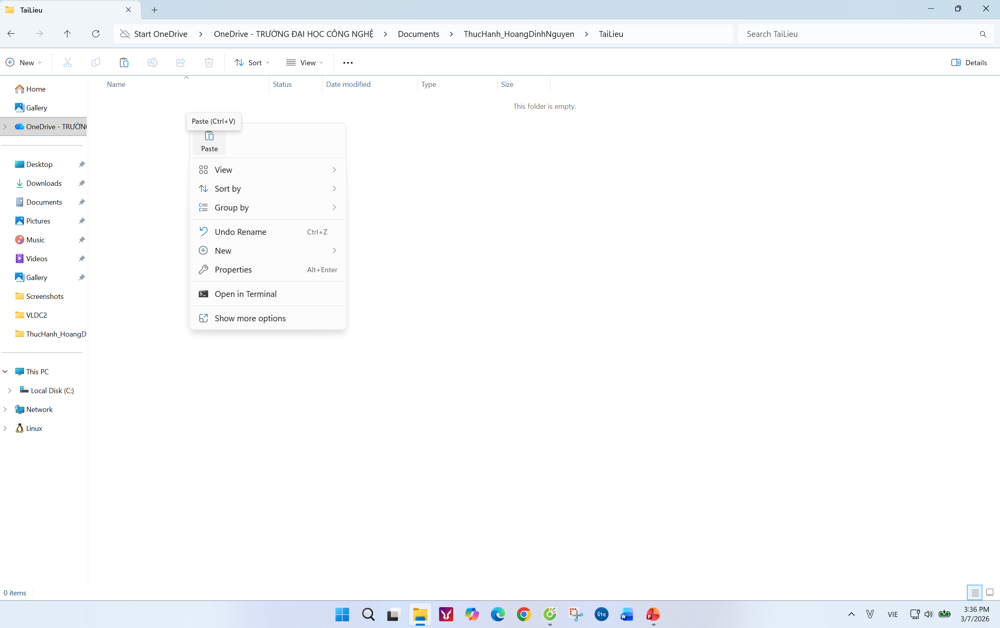 TaiLieu
Start OneDrive > OneDrive - TRƯỜNG ĐẠI HỌC CÔNG NGHỆ > Documents > ThucHanh_HoangDinhNguyen > TaiLieu
Search TaiLieu
New
Sort
View
Details
Name
Status
Date modified
Type
Size
This folder is empty.
Home
Gallery
OneDrive - TRƯỜN
Desktop
Downloads
Documents
Pictures
Music
Videos
Gallery
Screenshots
VLDC2
ThucHanh_HoangD
This PC
Local Disk (C:)
Network
Linux
Paste (Ctrl+V)
Paste
View
Sort by
Group by
Undo Rename Ctrl+Z
New
Properties Alt+Enter
Open in Terminal
Show more options
0 items
lite
W
P
V
VIE
3:36 PM
3/7/2026